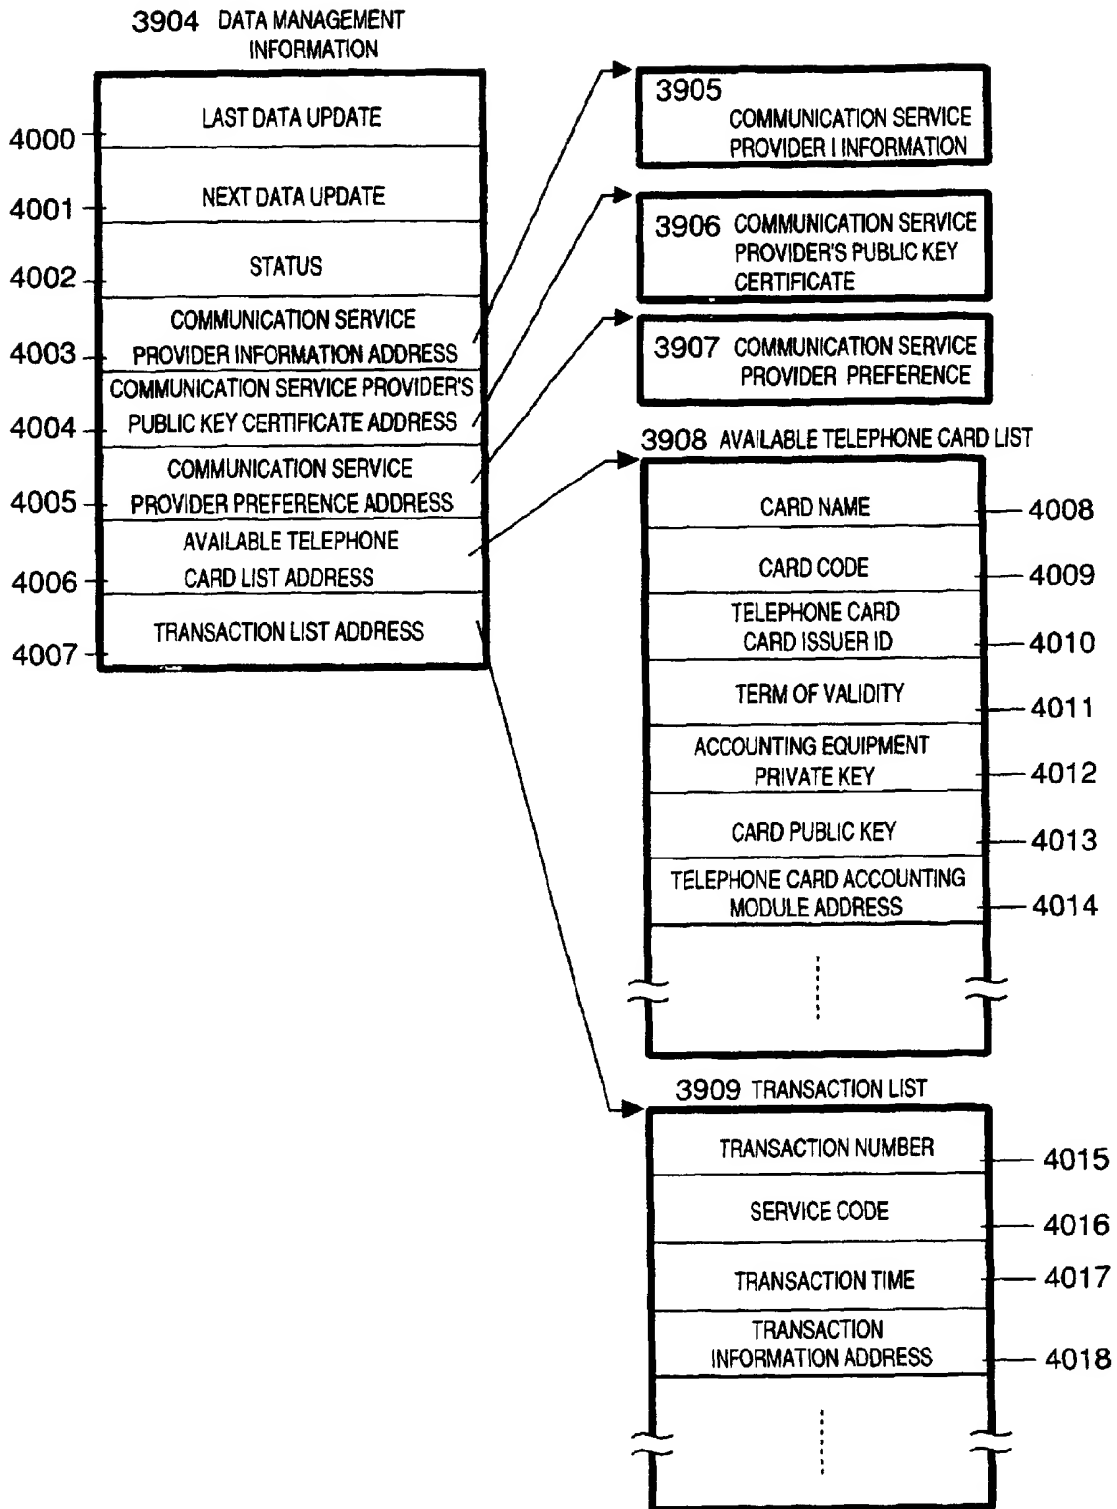 3904 DATA MANAGEMENT
INFORMATION
LAST DATA UPDATE
4000
NEXT DATA UPDATE
4001
STATUS
4002
COMMUNICATION SERVICE
PROVIDER INFORMATION ADDRESS
4003
COMMUNICATION SERVICE PROVIDER'S
PUBLIC KEY CERTIFICATE ADDRESS
4004
COMMUNICATION SERVICE
PROVIDER PREFERENCE ADDRESS
4005
AVAILABLE TELEPHONE
CARD LIST ADDRESS
4006
TRANSACTION LIST ADDRESS
4007
3905
COMMUNICATION SERVICE
PROVIDER I INFORMATION
3906 COMMUNICATION SERVICE
PROVIDER'S PUBLIC KEY
CERTIFICATE
3907 COMMUNICATION SERVICE
PROVIDER PREFERENCE
3908 AVAILABLE TELEPHONE CARD LIST
CARD NAME
4008
CARD CODE
4009
TELEPHONE CARD
CARD ISSUER ID
4010
TERM OF VALIDITY
4011
ACCOUNTING EQUIPMENT
PRIVATE KEY
4012
CARD PUBLIC KEY
4013
TELEPHONE CARD ACCOUNTING
MODULE ADDRESS
4014
3909 TRANSACTION LIST
TRANSACTION NUMBER
4015
SERVICE CODE
4016
TRANSACTION TIME
4017
TRANSACTION
INFORMATION ADDRESS
4018